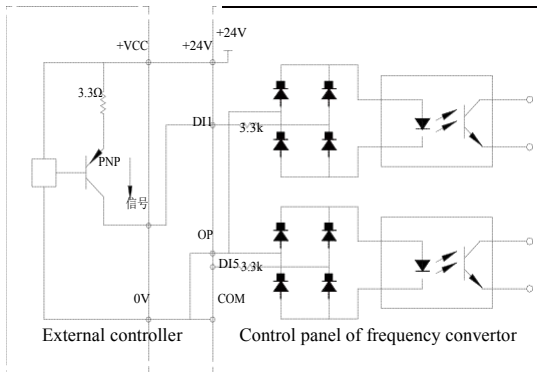 +24V
+VCC
+24V
3.3Ω
DI1
3.3k
PNP
信号
OP
DI5
3.3k
0V
COM
External controller
Control panel of frequency convertor